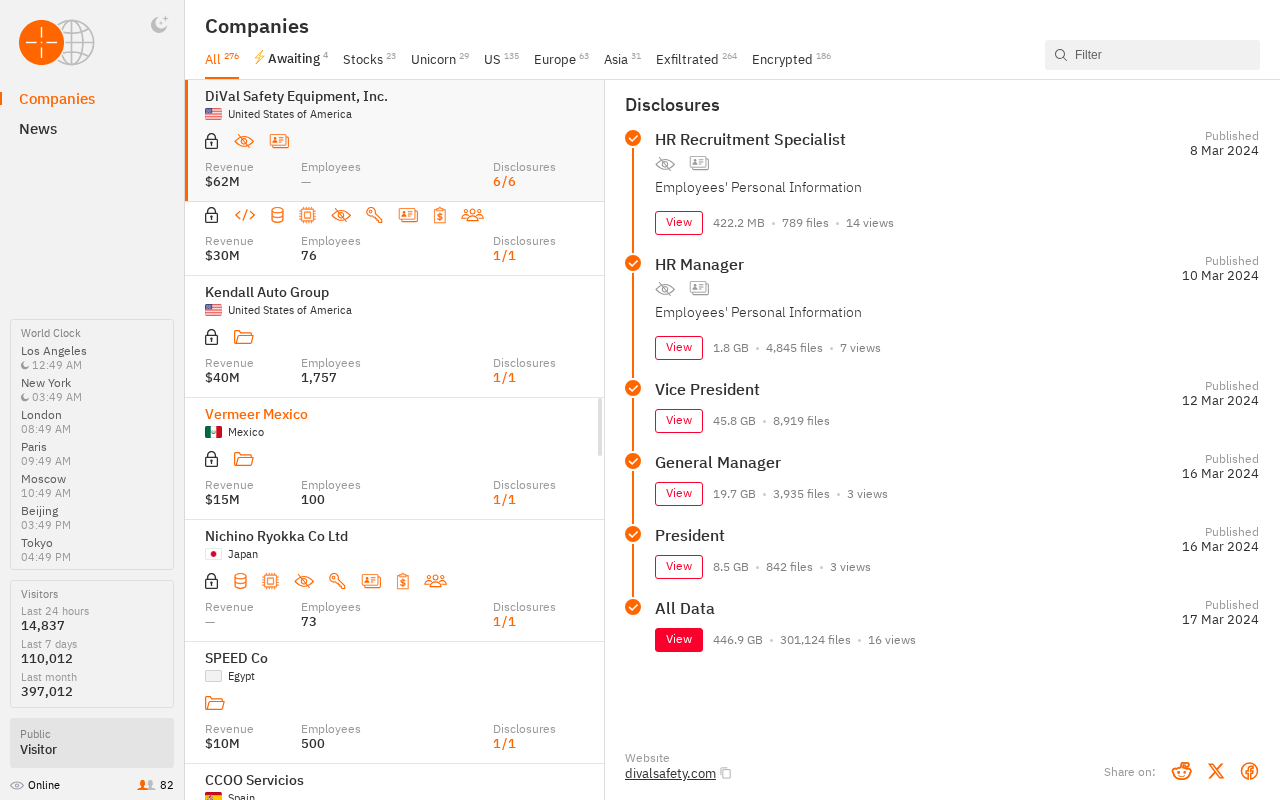 Companies
News
World Clock
Los Angeles
12:49 AM
New York
03:49 AM
London
08:49 AM
Paris
09:49 AM
Moscow
10:49 AM
Beijing
03:49 PM
Tokyo
04:49 PM
Visitors
Last 24 hours
14,837
Last 7 days
110,012
Last month
397,012
Public
Visitor
Online 82
Companies
All 276 Awaiting 4 Stocks 23 Unicorn 29 US 135 Europe 63 Asia 31 Exfiltrated 264 Encrypted 186
Filter
DiVal Safety Equipment, Inc.
United States of America
Revenue Employees Disclosures
$62M — 6/6
Revenue Employees Disclosures
$30M 76 1/1
Kendall Auto Group
United States of America
Revenue Employees Disclosures
$40M 1,757 1/1
Vermeer Mexico
Mexico
Revenue Employees Disclosures
$15M 100 1/1
Nichino Ryokka Co Ltd
Japan
Revenue Employees Disclosures
— 73 1/1
SPEED Co
Egypt
Revenue Employees Disclosures
$10M 500 1/1
CCOO Servicios
Spain
Disclosures
HR Recruitment Specialist Published
8 Mar 2024
Employees' Personal Information
View 422.2 MB • 789 files • 14 views
HR Manager Published
10 Mar 2024
Employees' Personal Information
View 1.8 GB • 4,845 files • 7 views
Vice President Published
12 Mar 2024
View 45.8 GB • 8,919 files
General Manager Published
16 Mar 2024
View 19.7 GB • 3,935 files • 3 views
President Published
16 Mar 2024
View 8.5 GB • 842 files • 3 views
All Data Published
17 Mar 2024
View 446.9 GB • 301,124 files • 16 views
Website
divalsafety.com
Share on: